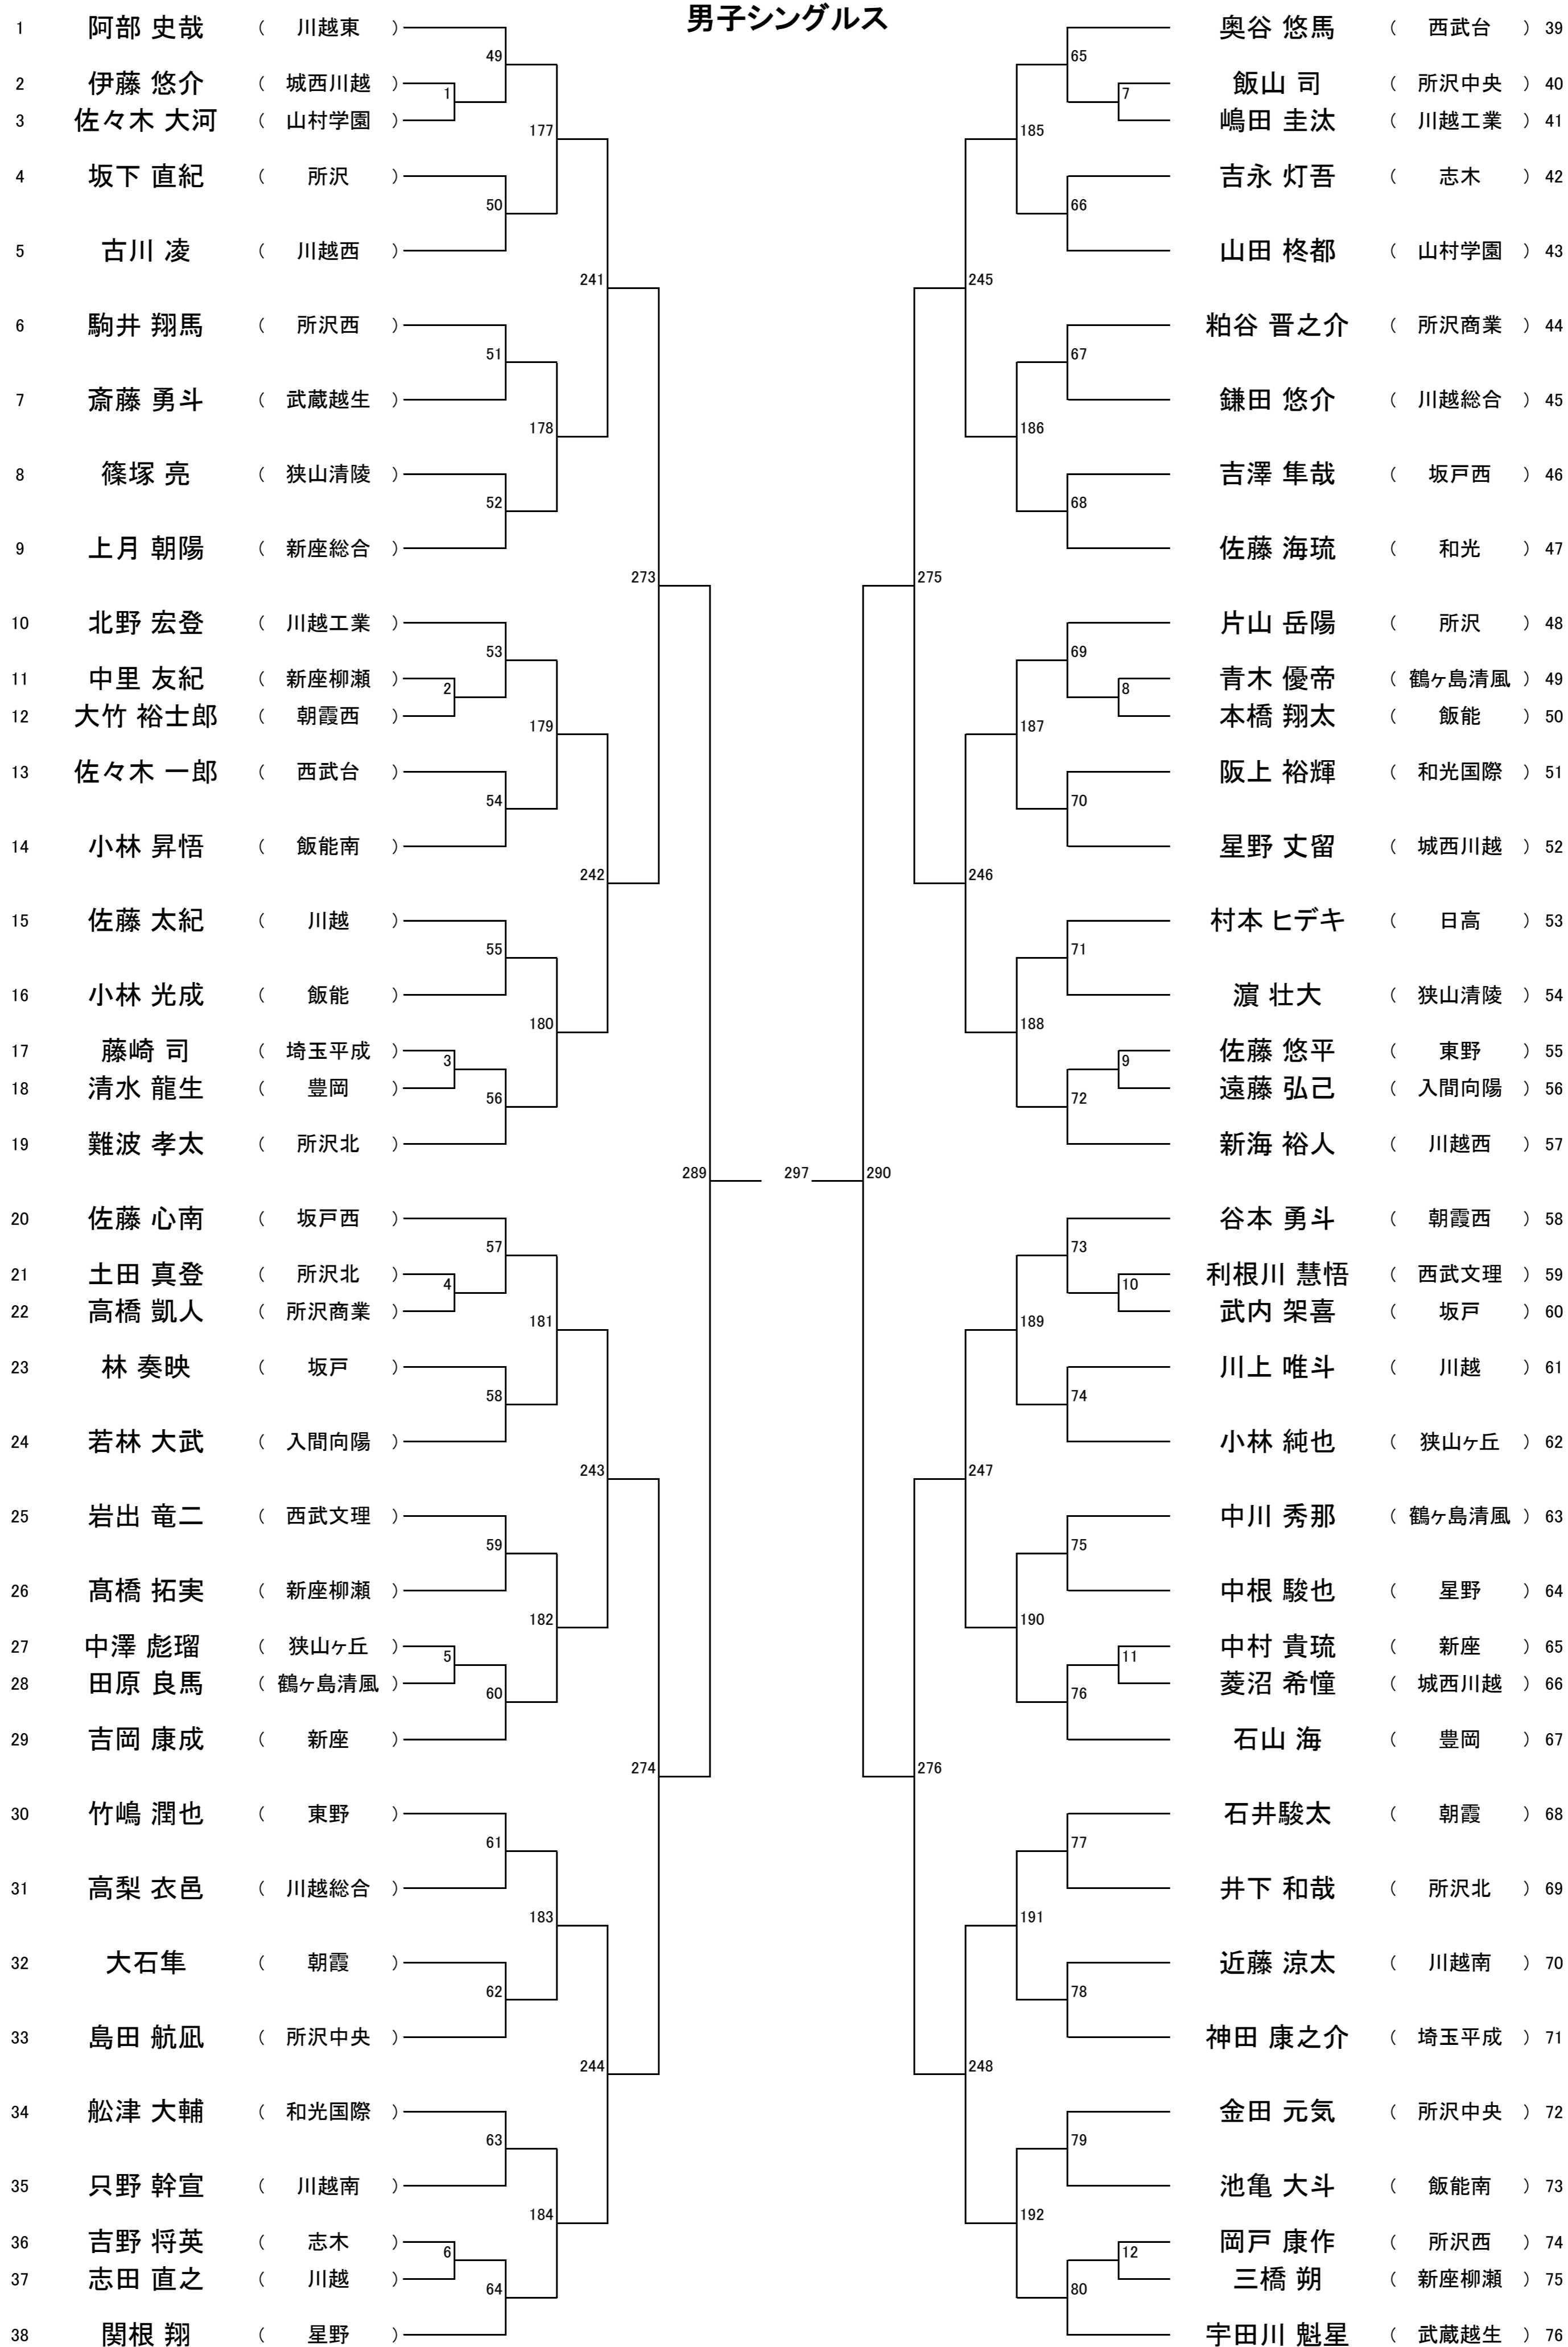 男子シングルス
1 阿部 史哉 （ 川越東 ）
2 伊藤 悠介 （ 城西川越 ）
3 佐々木 大河 （ 山村学園 ）
4 坂下 直紀 （ 所沢 ）
5 古川 凌 （ 川越西 ）
6 駒井 翔馬 （ 所沢西 ）
7 斎藤 勇斗 （ 武蔵越生 ）
8 篠塚 亮 （ 狭山清陵 ）
9 上月 朝陽 （ 新座総合 ）
10 北野 宏登 （ 川越工業 ）
11 中里 友紀 （ 新座柳瀬 ）
12 大竹 裕士郎 （ 朝霞西 ）
13 佐々木 一郎 （ 西武台 ）
14 小林 昇悟 （ 飯能南 ）
15 佐藤 太紀 （ 川越 ）
16 小林 光成 （ 飯能 ）
17 藤崎 司 （ 埼玉平成 ）
18 清水 龍生 （ 豊岡 ）
19 難波 孝太 （ 所沢北 ）
20 佐藤 心南 （ 坂戸西 ）
21 土田 真登 （ 所沢北 ）
22 高橋 凱人 （ 所沢商業 ）
23 林 奏映 （ 坂戸 ）
24 若林 大武 （ 入間向陽 ）
25 岩出 竜二 （ 西武文理 ）
26 髙橋 拓実 （ 新座柳瀬 ）
27 中澤 彪瑠 （ 狭山ヶ丘 ）
28 田原 良馬 （ 鶴ヶ島清風 ）
29 吉岡 康成 （ 新座 ）
30 竹嶋 潤也 （ 東野 ）
31 高梨 衣邑 （ 川越総合 ）
32 大石隼 （ 朝霞 ）
33 島田 航凪 （ 所沢中央 ）
34 舩津 大輔 （ 和光国際 ）
35 只野 幹宣 （ 川越南 ）
36 吉野 将英 （ 志木 ）
37 志田 直之 （ 川越 ）
38 関根 翔 （ 星野 ）
49
1
177
50
241
51
178
52
273
53
2
179
54
242
55
180
3
56
289
57
4
181
58
243
59
182
5
60
274
61
183
62
244
63
184
6
64
297
65
7
185
66
245
67
186
68
275
69
8
187
70
246
71
188
9
72
290
73
10
189
74
247
75
190
11
76
276
77
191
78
248
79
192
12
80
奥谷 悠馬 （ 西武台 ） 39
飯山 司 （ 所沢中央 ） 40
嶋田 圭汰 （ 川越工業 ） 41
吉永 灯吾 （ 志木 ） 42
山田 柊都 （ 山村学園 ） 43
粕谷 晋之介 （ 所沢商業 ） 44
鎌田 悠介 （ 川越総合 ） 45
吉澤 隼哉 （ 坂戸西 ） 46
佐藤 海琉 （ 和光 ） 47
片山 岳陽 （ 所沢 ） 48
青木 優帝 （ 鶴ヶ島清風 ） 49
本橋 翔太 （ 飯能 ） 50
阪上 裕輝 （ 和光国際 ） 51
星野 丈留 （ 城西川越 ） 52
村本 ヒデキ （ 日高 ） 53
濵 壮大 （ 狭山清陵 ） 54
佐藤 悠平 （ 東野 ） 55
遠藤 弘己 （ 入間向陽 ） 56
新海 裕人 （ 川越西 ） 57
谷本 勇斗 （ 朝霞西 ） 58
利根川 慧悟 （ 西武文理 ） 59
武内 架喜 （ 坂戸 ） 60
川上 唯斗 （ 川越 ） 61
小林 純也 （ 狭山ヶ丘 ） 62
中川 秀那 （ 鶴ヶ島清風 ） 63
中根 駿也 （ 星野 ） 64
中村 貴琉 （ 新座 ） 65
菱沼 希憧 （ 城西川越 ） 66
石山 海 （ 豊岡 ） 67
石井駿太 （ 朝霞 ） 68
井下 和哉 （ 所沢北 ） 69
近藤 涼太 （ 川越南 ） 70
神田 康之介 （ 埼玉平成 ） 71
金田 元気 （ 所沢中央 ） 72
池亀 大斗 （ 飯能南 ） 73
岡戸 康作 （ 所沢西 ） 74
三橋 朔 （ 新座柳瀬 ） 75
宇田川 魁星 （ 武蔵越生 ） 76